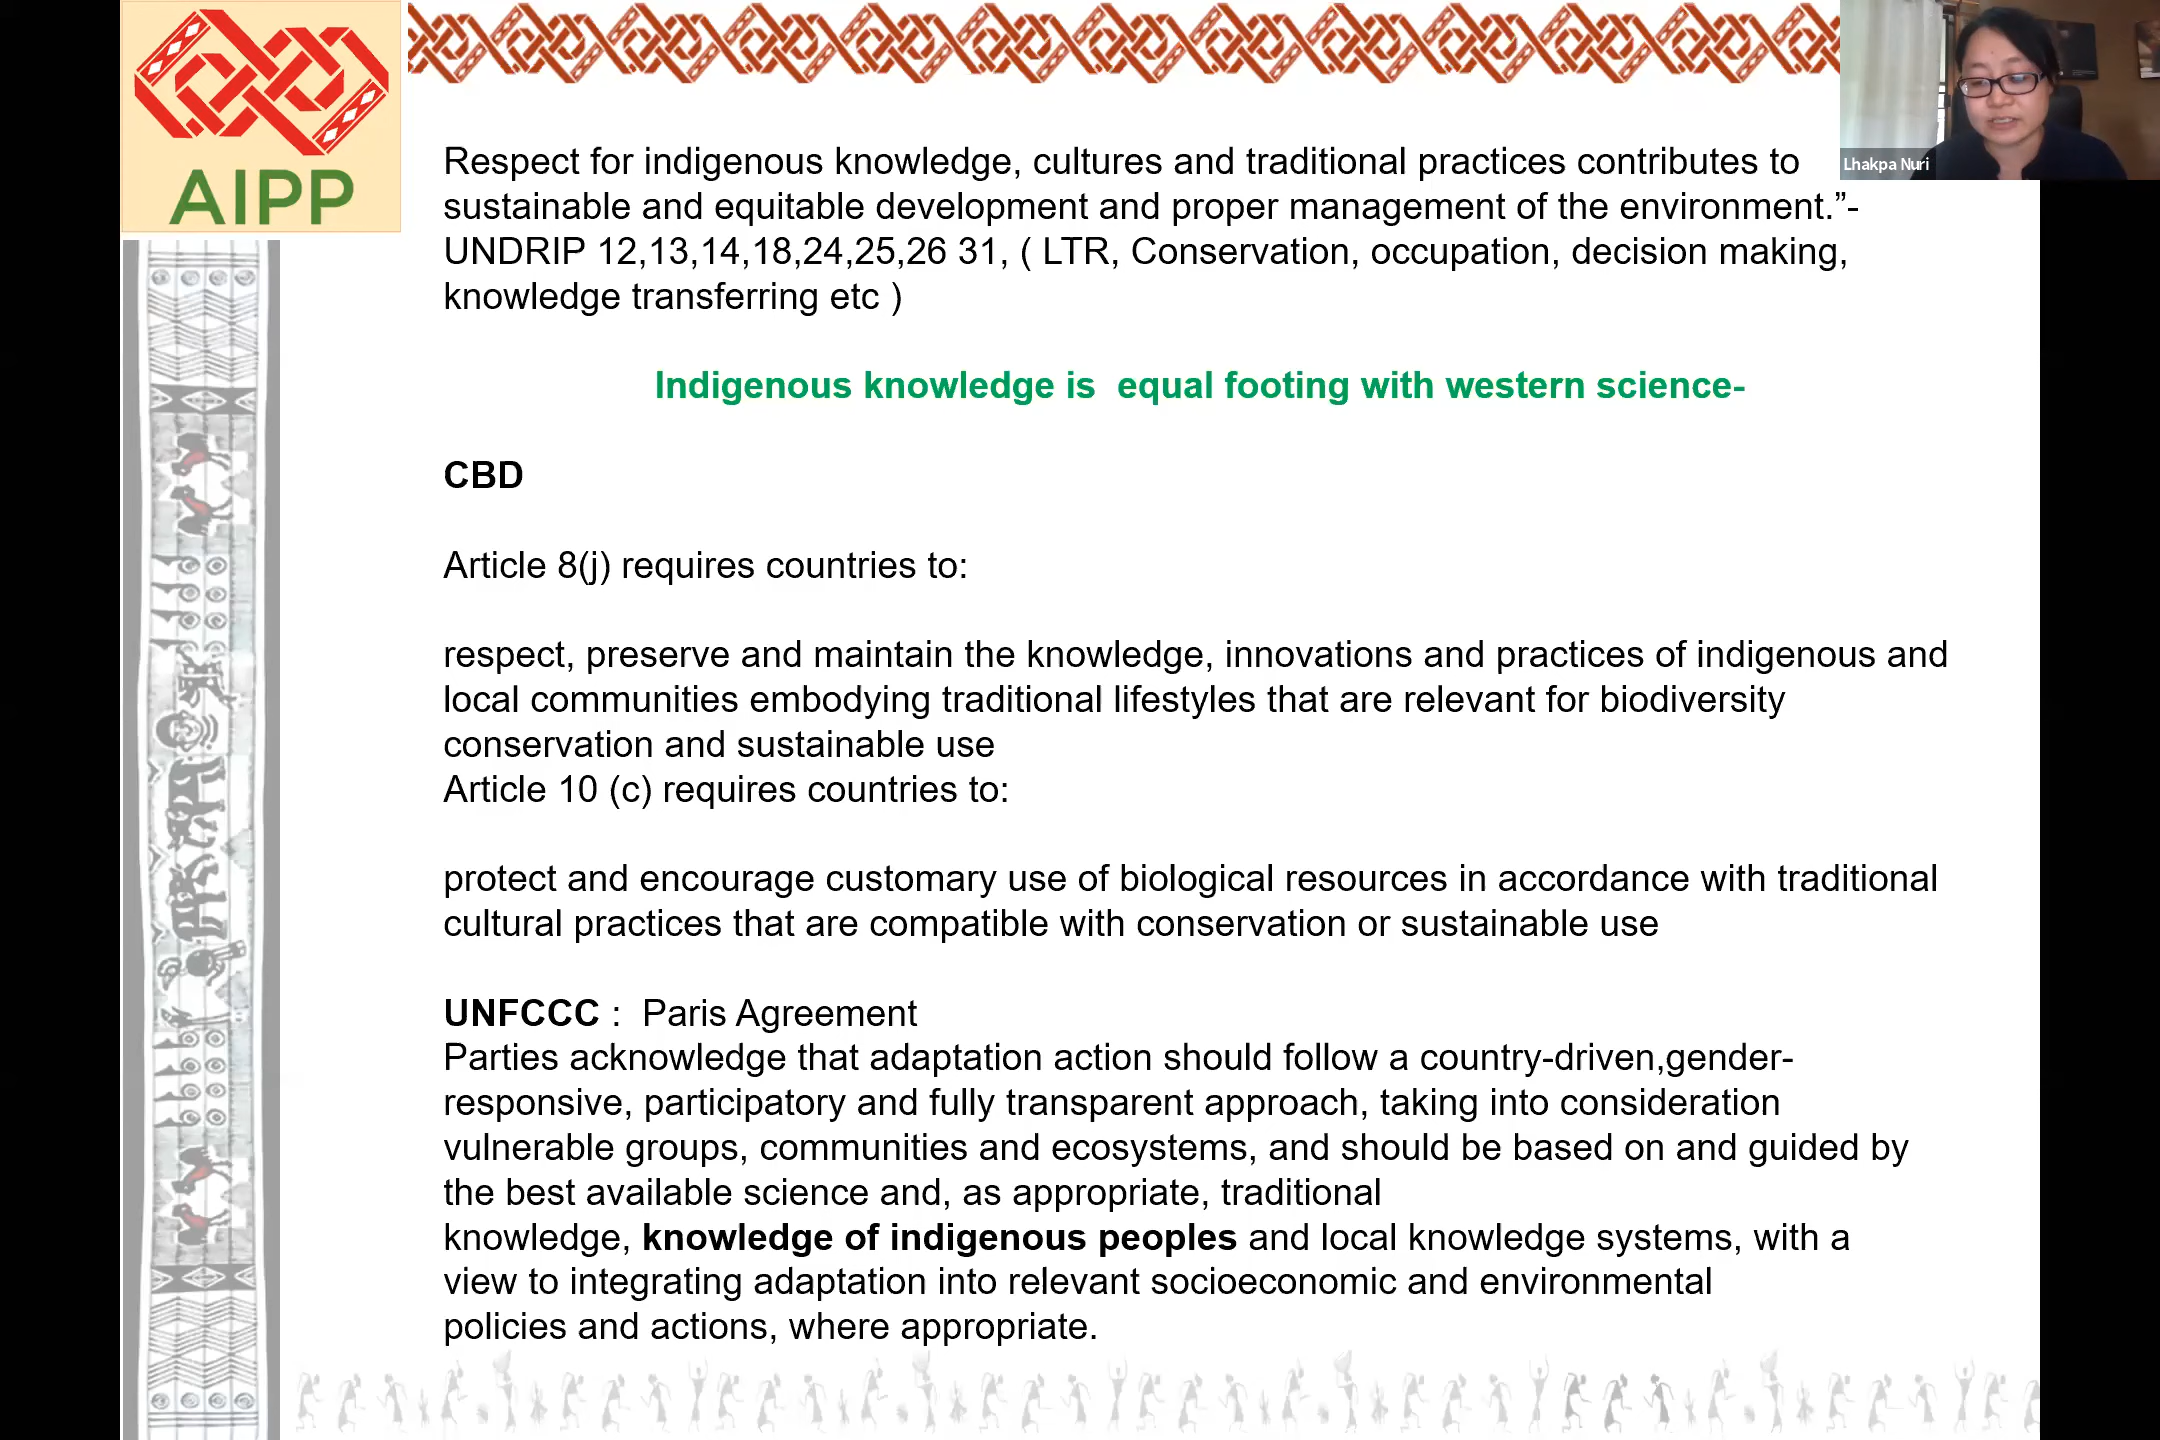 AIPP
Lhakpa Nuri
Respect for indigenous knowledge, cultures and traditional practices contributes to
sustainable and equitable development and proper management of the environment.”-
UNDRIP 12,13,14,18,24,25,26 31, ( LTR, Conservation, occupation, decision making,
knowledge transferring etc )
Indigenous knowledge is  equal footing with western science-
CBD
Article 8(j) requires countries to:
respect, preserve and maintain the knowledge, innovations and practices of indigenous and
local communities embodying traditional lifestyles that are relevant for biodiversity
conservation and sustainable use
Article 10 (c) requires countries to:
protect and encourage customary use of biological resources in accordance with traditional
cultural practices that are compatible with conservation or sustainable use
UNFCCC :  Paris Agreement
Parties acknowledge that adaptation action should follow a country-driven,gender-
responsive, participatory and fully transparent approach, taking into consideration
vulnerable groups, communities and ecosystems, and should be based on and guided by
the best available science and, as appropriate, traditional
knowledge, knowledge of indigenous peoples and local knowledge systems, with a
view to integrating adaptation into relevant socioeconomic and environmental
policies and actions, where appropriate.